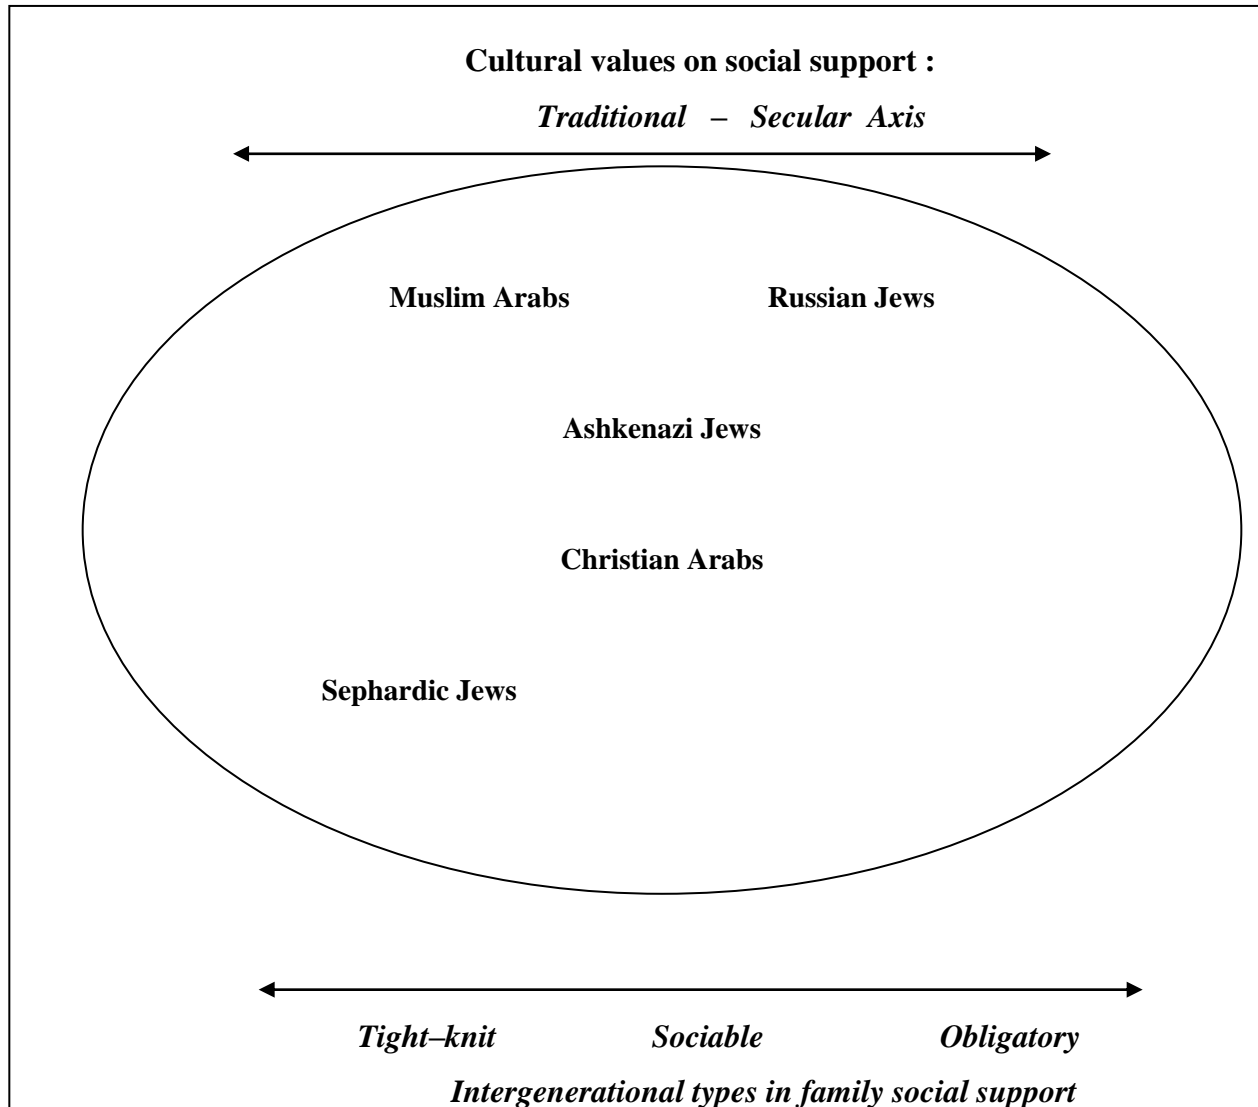 Cultural values on social support :
Traditional – Secular Axis
Muslim Arabs Russian Jews
Ashkenazi Jews
Christian Arabs
Sephardic Jews
Tight–knit Sociable Obligatory
Intergenerational types in family social support